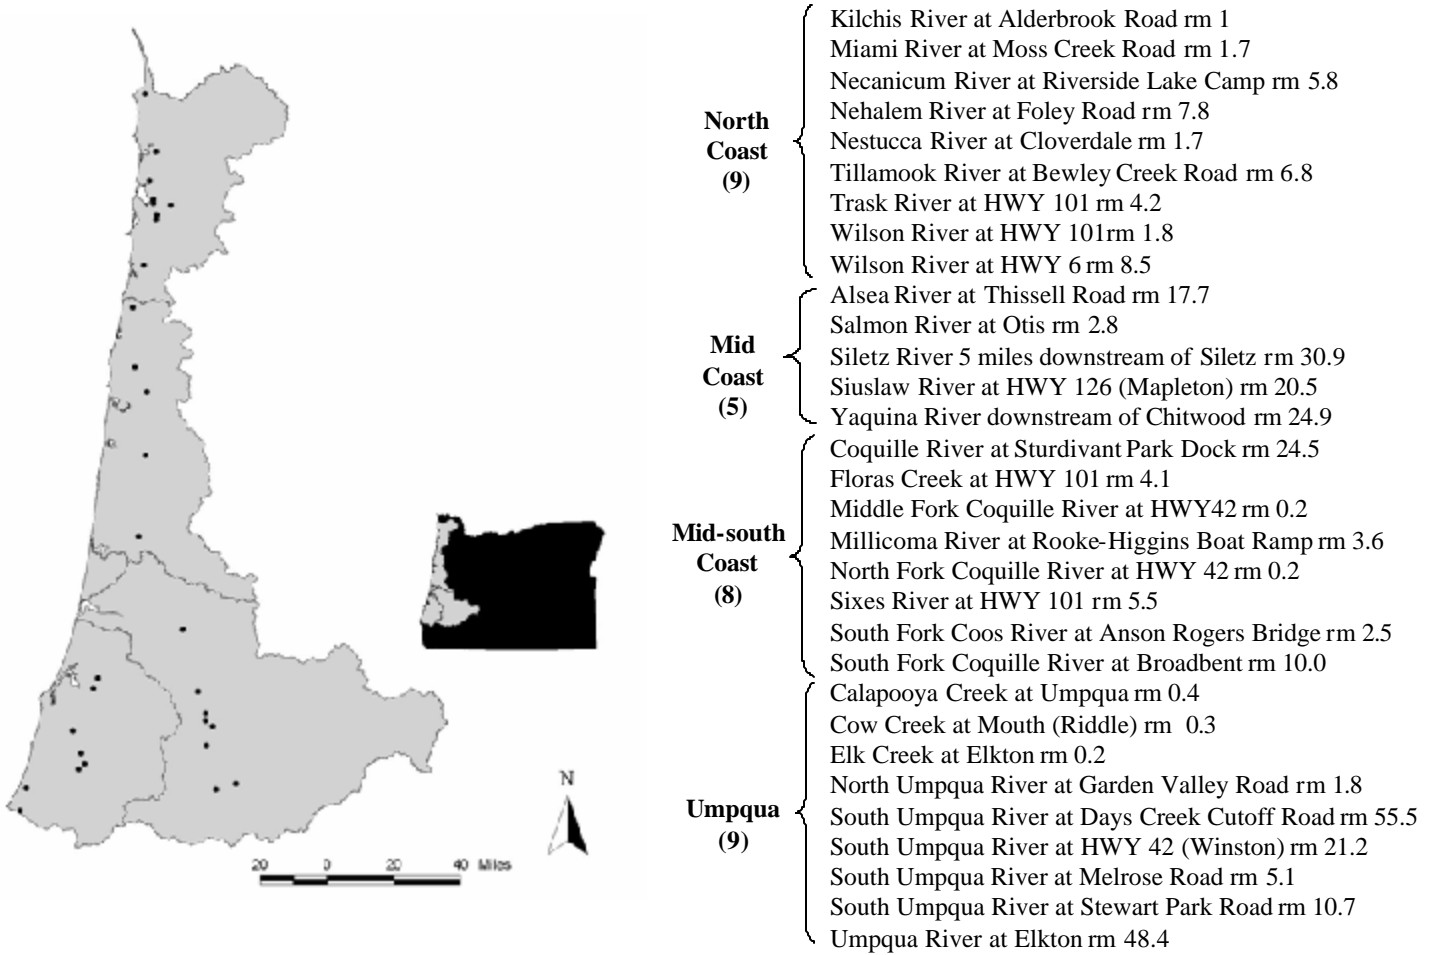 North
Coast
(9)
Kilchis River at Alderbrook Road rm 1
Miami River at Moss Creek Road rm 1.7
Necanicum River at Riverside Lake Camp rm 5.8
Nehalem River at Foley Road rm 7.8
Nestucca River at Cloverdale rm 1.7
Tillamook River at Bewley Creek Road rm 6.8
Trask River at HWY 101 rm 4.2
Wilson River at HWY 101rm 1.8
Wilson River at HWY 6 rm 8.5
Mid
Coast
(5)
Alsea River at Thissell Road rm 17.7
Salmon River at Otis rm 2.8
Siletz River 5 miles downstream of Siletz rm 30.9
Siuslaw River at HWY 126 (Mapleton) rm 20.5
Yaquina River downstream of Chitwood rm 24.9
Mid-south
Coast
(8)
Coquille River at Sturdivant Park Dock rm 24.5
Floras Creek at HWY 101 rm 4.1
Middle Fork Coquille River at HWY42 rm 0.2
Millicoma River at Rooke-Higgins Boat Ramp rm 3.6
North Fork Coquille River at HWY 42 rm 0.2
Sixes River at HWY 101 rm 5.5
South Fork Coos River at Anson Rogers Bridge rm 2.5
South Fork Coquille River at Broadbent rm 10.0
Umpqua
(9)
Calapooya Creek at Umpqua rm 0.4
Cow Creek at Mouth (Riddle) rm 0.3
Elk Creek at Elkton rm 0.2
North Umpqua River at Garden Valley Road rm 1.8
South Umpqua River at Days Creek Cutoff Road rm 55.5
South Umpqua River at HWY 42 (Winston) rm 21.2
South Umpqua River at Melrose Road rm 5.1
South Umpqua River at Stewart Park Road rm 10.7
Umpqua River at Elkton rm 48.4
N
20 0 20 40 Miles